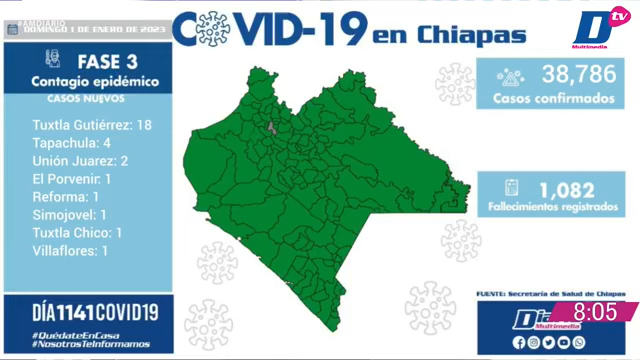 #AMDIARIO
DOMINGO 1 DE ENERO DE 2023
COVID-19 en Chiapas
D tv
Multimedia
FASE 3
Contagio epidémico
CASOS NUEVOS
Tuxtla Gutiérrez: 18
Tapachula: 4
Unión Juarez: 2
El Porvenir: 1
Reforma: 1
Simojovel: 1
Tuxtla Chico: 1
Villaflores: 1
38,786
Casos confirmados
1,082
Fallecimientos registrados
DÍA1141COVID19
#QuédateEnCasa
#NosotrosTeInformamos
FUENTE: Secretaría de Salud de Chiapas
8:05
Multimedia